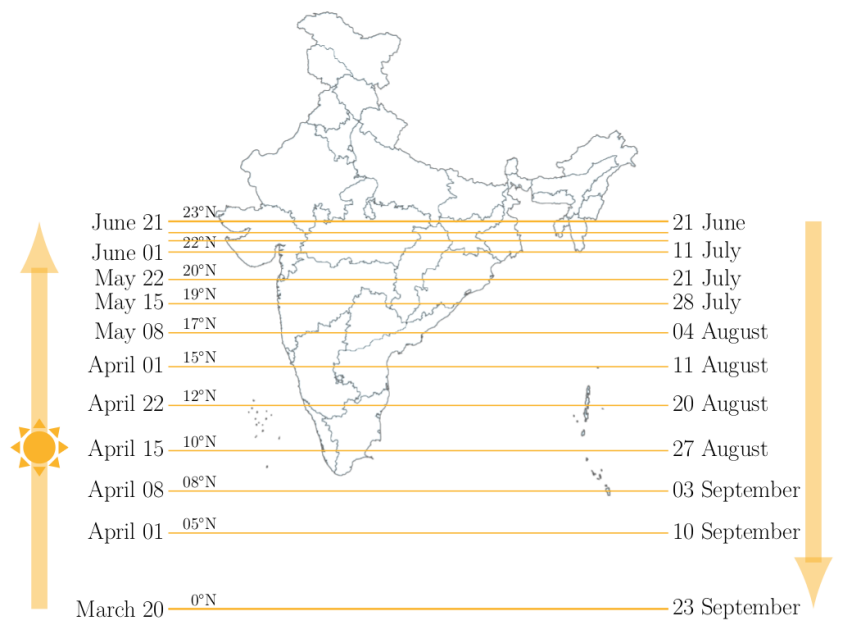 June 21 23°N 21 June
June 01 22°N 11 July
May 22 20°N 21 July
May 15 19°N 28 July
May 08 17°N 04 August
April 01 15°N 11 August
April 22 12°N 20 August
April 15 10°N 27 August
April 08 08°N 03 September
April 01 05°N 10 September
March 20 0°N 23 September